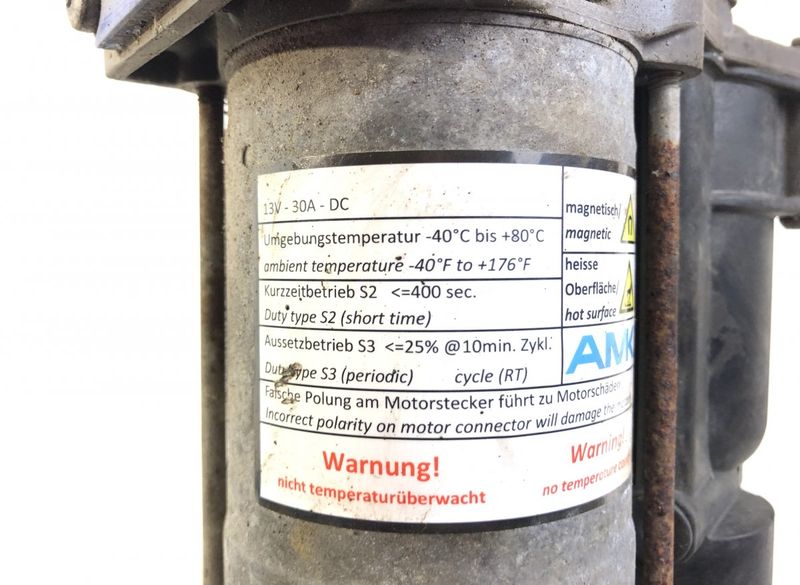 13V - 30A - DC
Umgebungstemperatur -40°C bis +80°C
ambient temperature -40°F to +176°F
Kurzzeitbetrieb S2 <=400 sec.
Duty type S2 (short time)
Aussetzbetrieb S3 <=25% @10min. Zykl.
Duty type S3 (periodic) cycle (RT)
magnetisch/
magnetic
heisse
Oberfläche/
hot surface
AMK
Falsche Polung am Motorstecker führt zu Motorschäden
Incorrect polarity on motor connector will damage the
Warnung!
nicht temperaturüberwacht
Warning!
no temperature